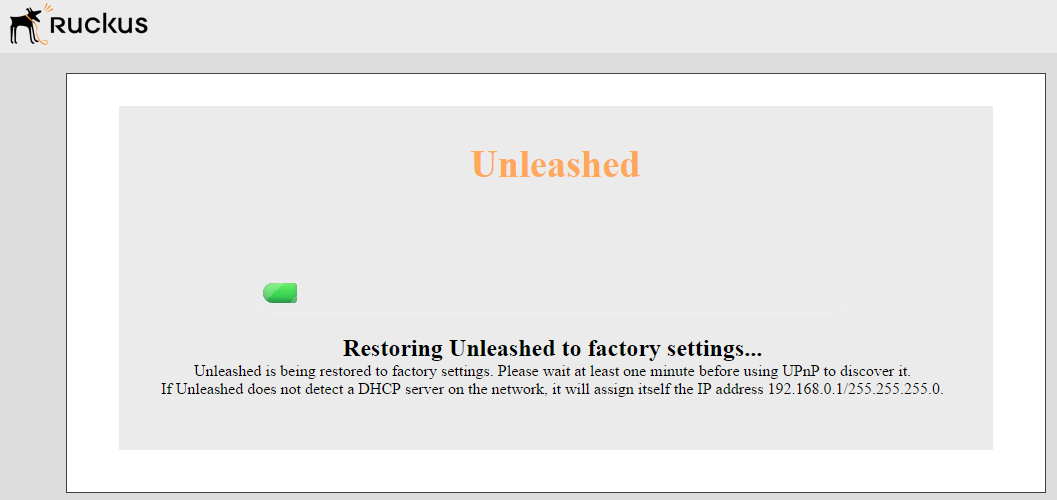 Ruckus
Unleashed
Restoring Unleashed to factory settings...
Unleashed is being restored to factory settings. Please wait at least one minute before using UPnP to discover it.
If Unleashed does not detect a DHCP server on the network, it will assign itself the IP address 192.168.0.1/255.255.255.0.